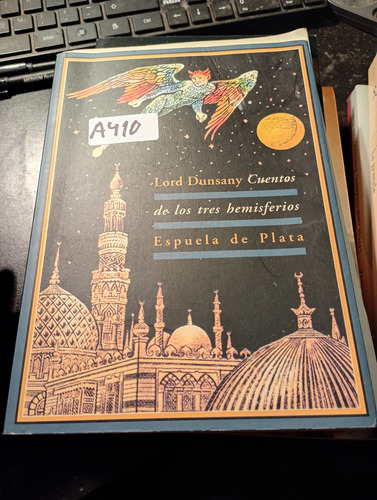 A410
Lord Dunsany Cuentos
de los tres hemisferios
Espuela de Plata